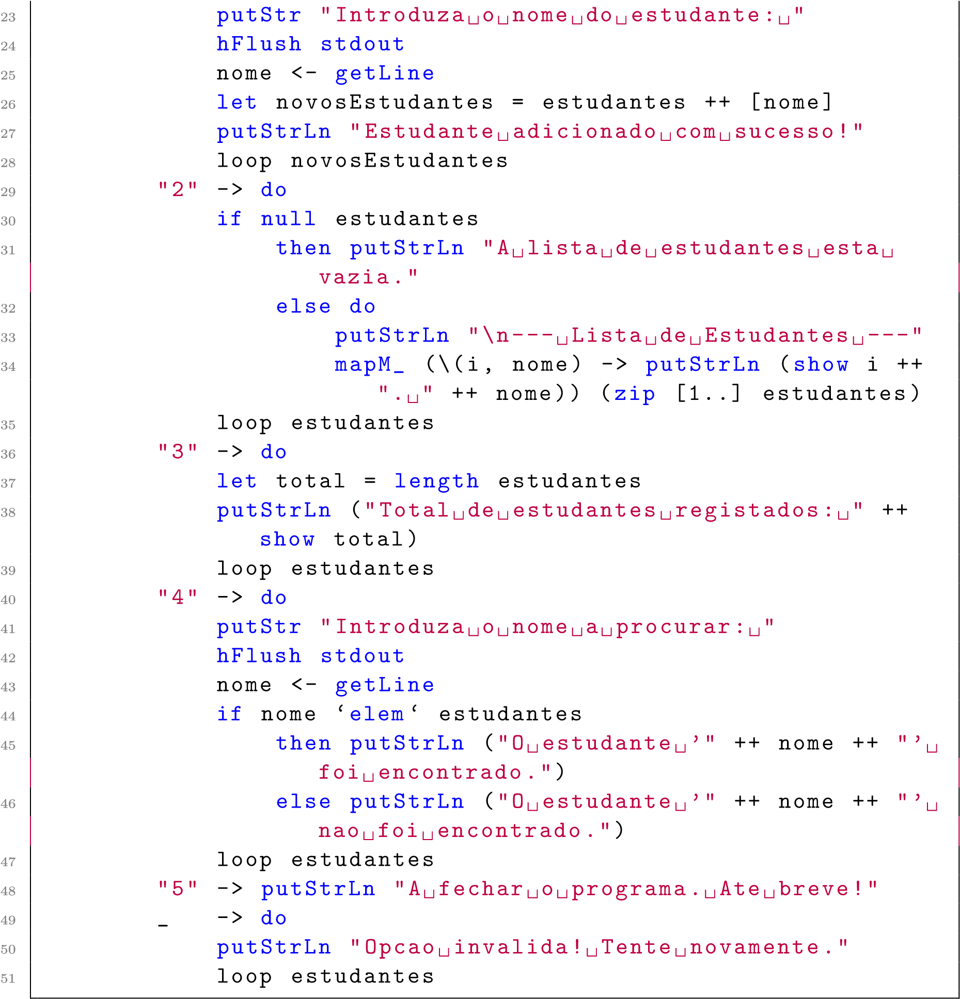 23 putStr "Introduza␣o␣nome␣do␣estudante:␣"
24 hFlush stdout
25 nome <- getLine
26 let novosEstudantes = estudantes ++ [nome]
27 putStrLn "Estudante␣adicionado␣com␣sucesso!"
28 loop novosEstudantes
29 "2" -> do
30 if null estudantes
31 then putStrLn "A␣lista␣de␣estudantes␣esta␣
vazia."
32 else do
33 putStrLn "\n---␣Lista␣de␣Estudantes␣---"
34 mapM_ (\(i, nome) -> putStrLn (show i ++
".␣" ++ nome)) (zip [1..] estudantes)
35 loop estudantes
36 "3" -> do
37 let total = length estudantes
38 putStrLn ("Total␣de␣estudantes␣registados:␣" ++
show total)
39 loop estudantes
40 "4" -> do
41 putStr "Introduza␣o␣nome␣a␣procurar:␣"
42 hFlush stdout
43 nome <- getLine
44 if nome ‘elem‘ estudantes
45 then putStrLn ("O␣estudante␣’" ++ nome ++ "’␣
foi␣encontrado.")
46 else putStrLn ("O␣estudante␣’" ++ nome ++ "’␣
nao␣foi␣encontrado.")
47 loop estudantes
48 "5" -> putStrLn "A␣fechar␣o␣programa.␣Ate␣breve!"
49 _ -> do
50 putStrLn "Opcao␣invalida!␣Tente␣novamente."
51 loop estudantes